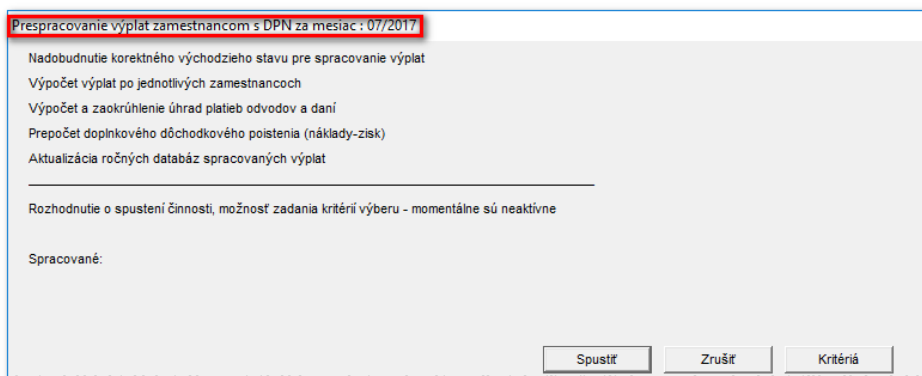 Prespracovanie výplat zamestnancom s DPN za mesiac : 07/2017
Nadobudnutie korektného východzieho stavu pre spracovanie výplat
Výpočet výplat po jednotlivých zamestnancoch
Výpočet a zaokrúhlenie úhrad platieb odvodov a daní
Prepočet doplnkového dôchodkového poistenia (náklady-zisk)
Aktualizácia ročných databáz spracovaných výplat
Rozhodnutie o spustení činnosti, možnosť zadania kritérií výberu - momentálne sú neaktívne
Spracované:
Spustiť Zrušiť Kritériá